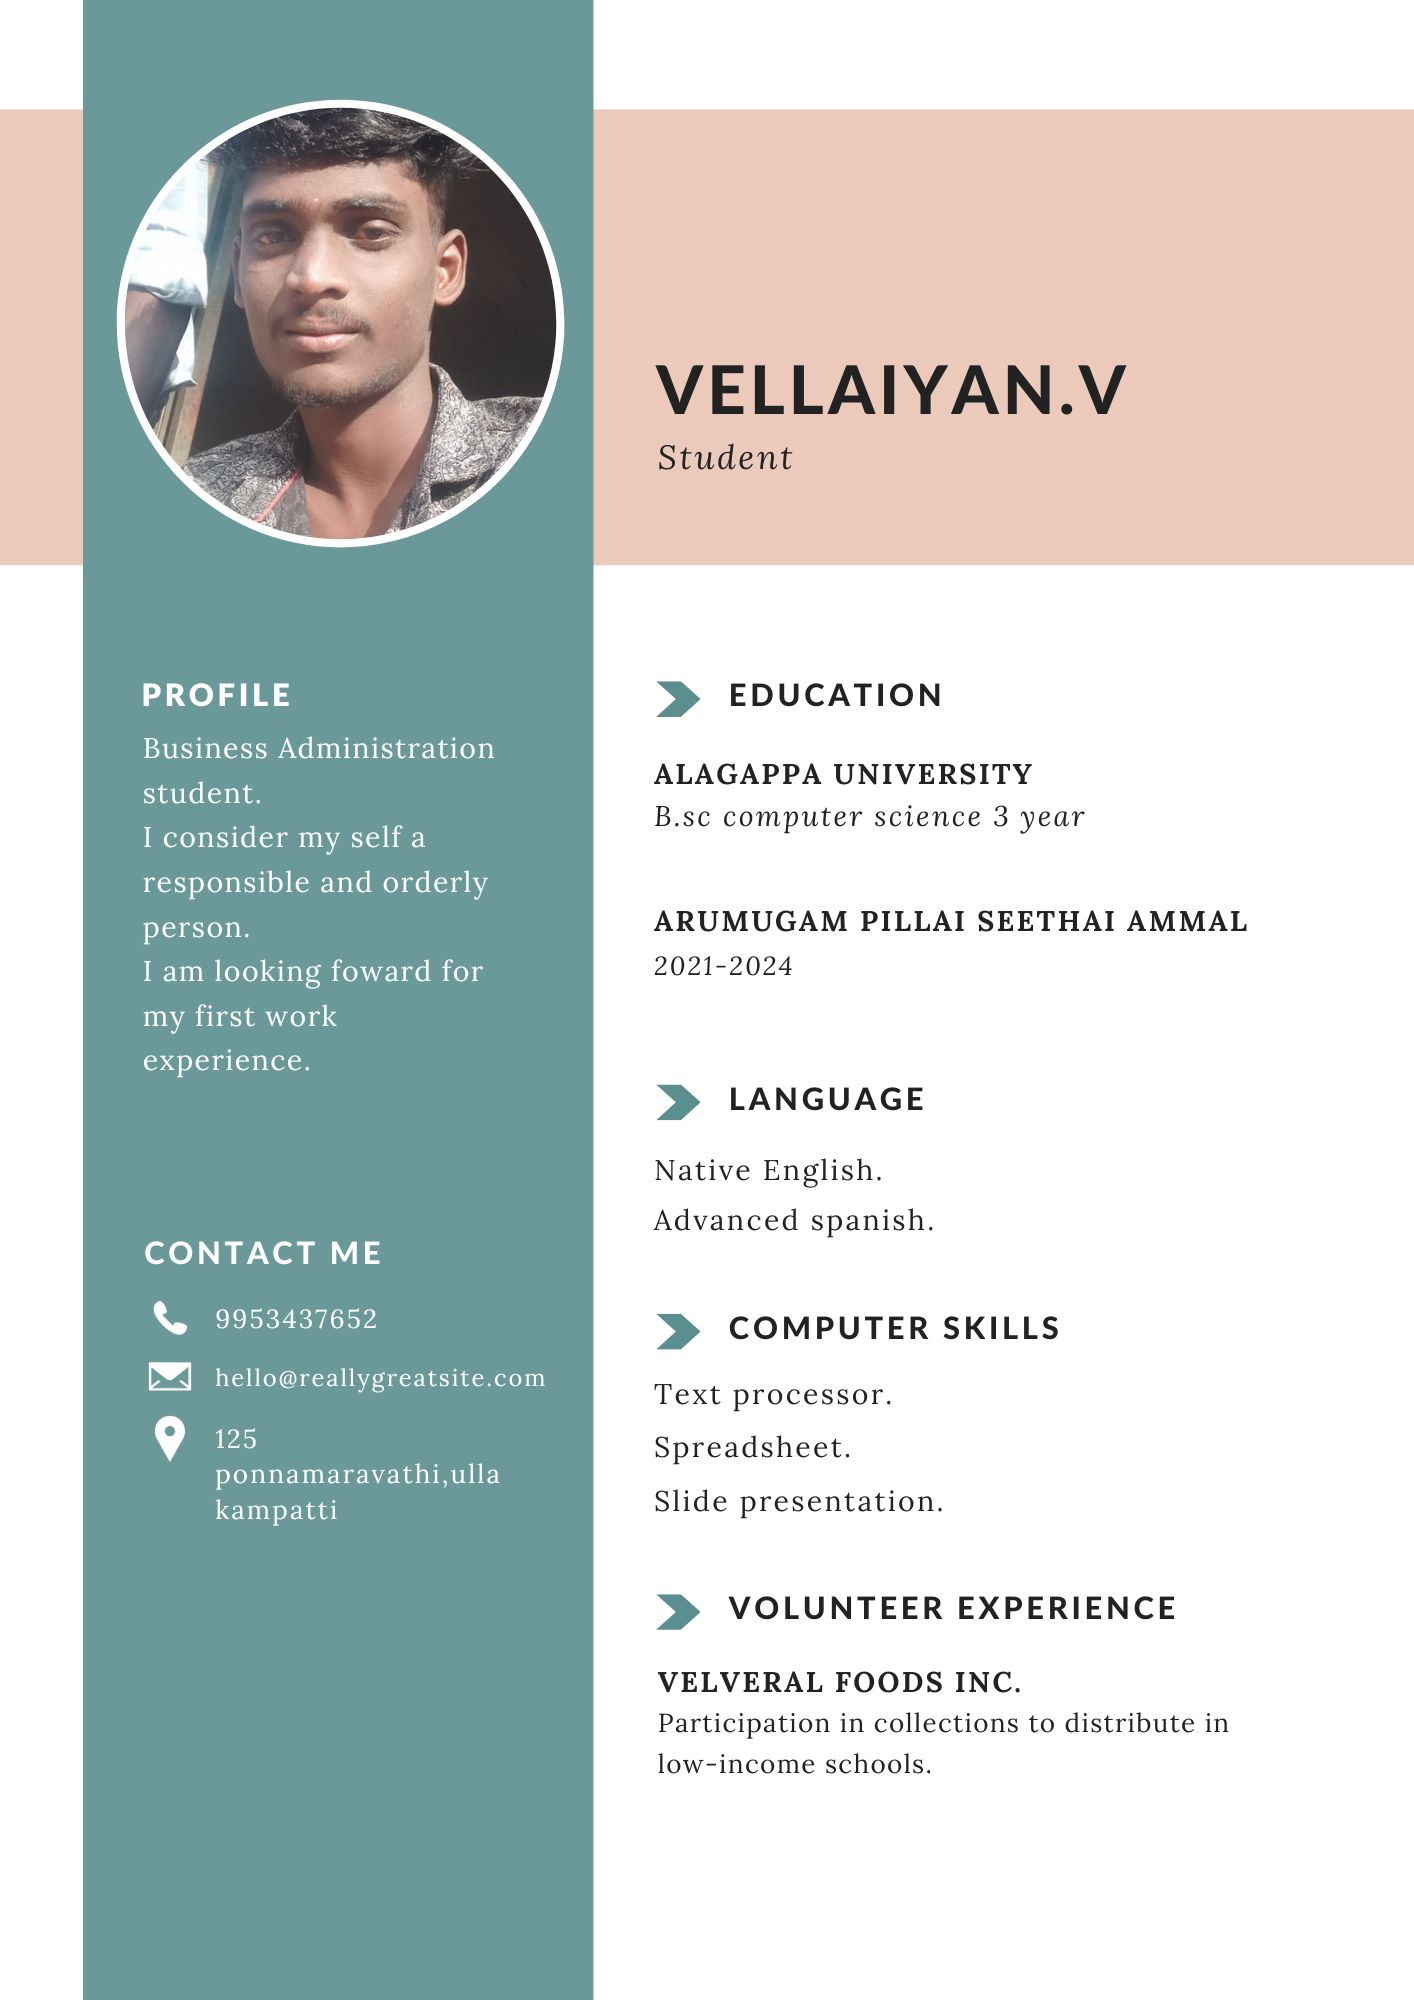 VELLAIYAN.V
Student
PROFILE
Business Administration
student.
I consider my self a
responsible and orderly
person.
I am looking foward for
my first work
experience.
CONTACT ME
9953437652
hello@reallygreatsite.com
125
ponnamaravathi,ulla
kampatti
EDUCATION
ALAGAPPA UNIVERSITY
B.sc computer science 3 year
ARUMUGAM PILLAI SEETHAI AMMAL
2021-2024
LANGUAGE
Native English.
Advanced spanish.
COMPUTER SKILLS
Text processor.
Spreadsheet.
Slide presentation.
VOLUNTEER EXPERIENCE
VELVERAL FOODS INC.
Participation in collections to distribute in
low-income schools.